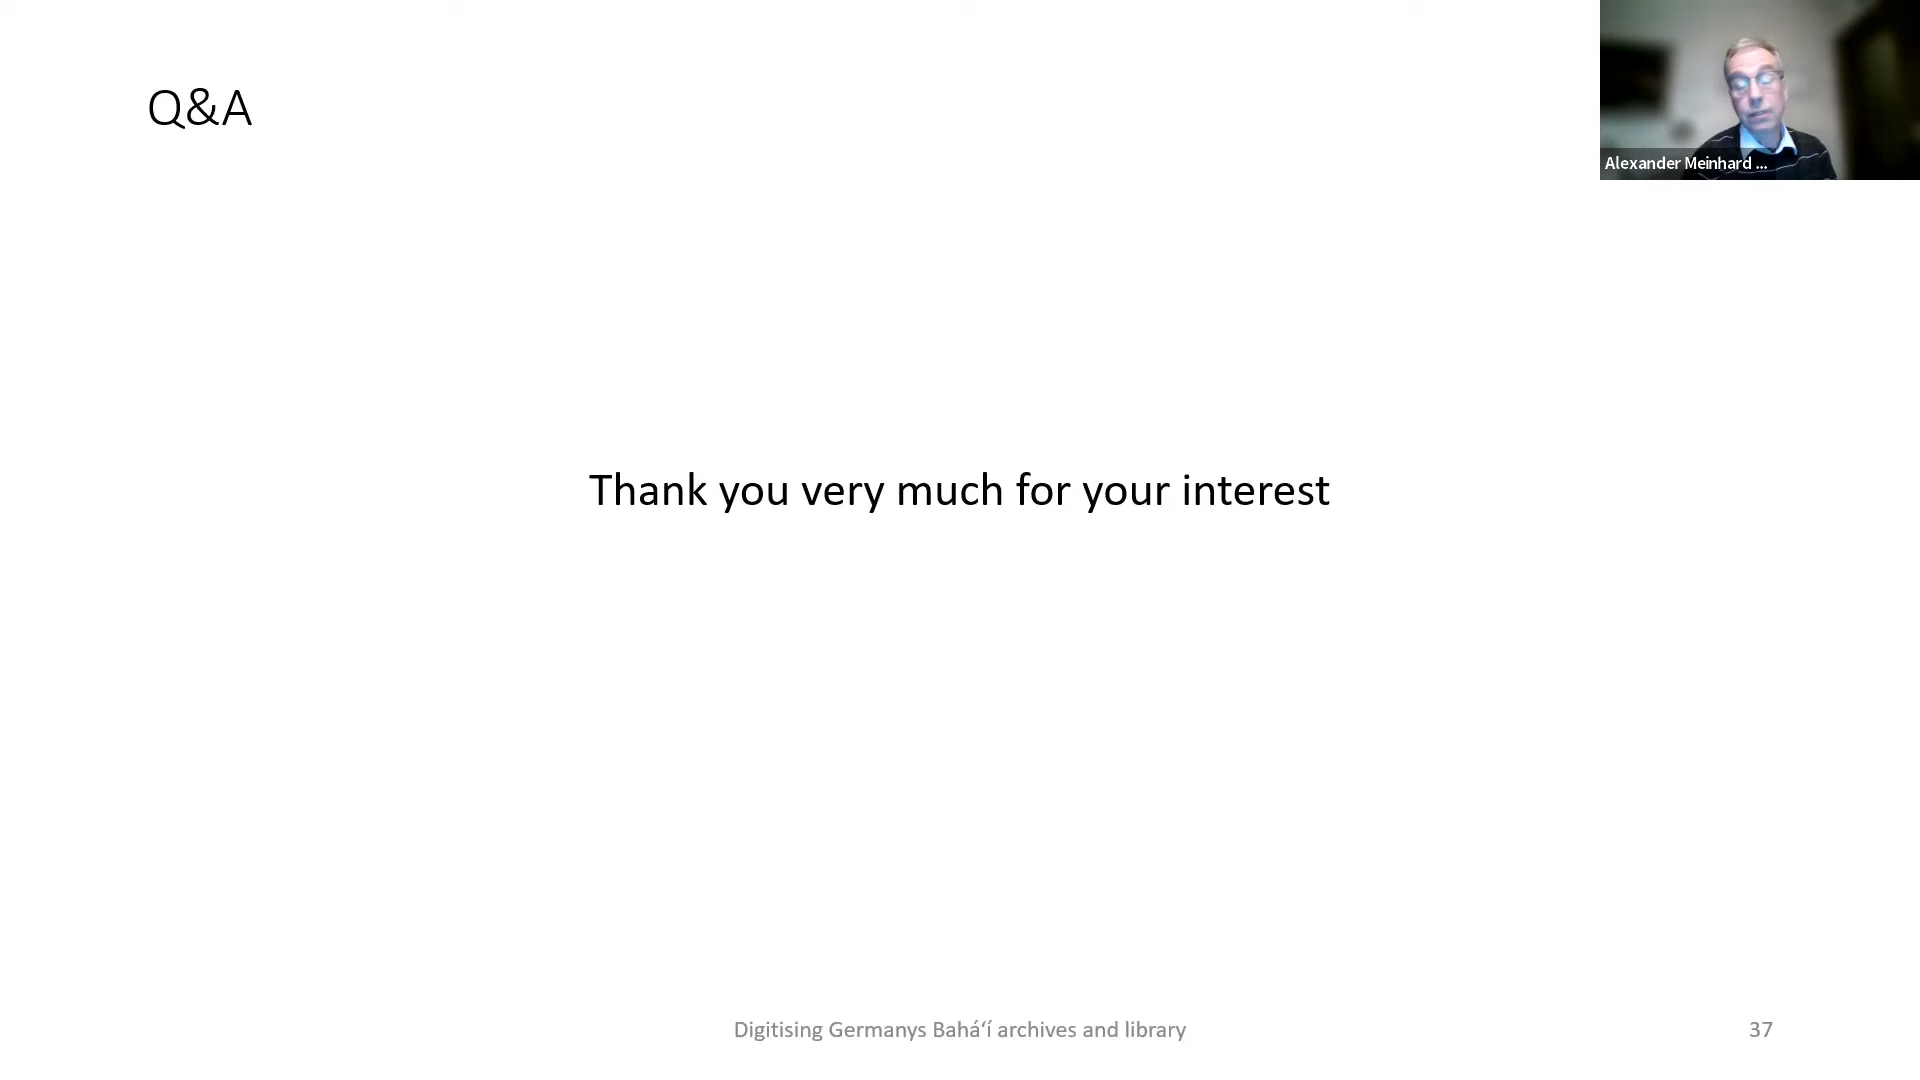 Q&A
Alexander Meinhard ...
Thank you very much for your interest
Digitising Germanys Bahá‘í archives and library
37